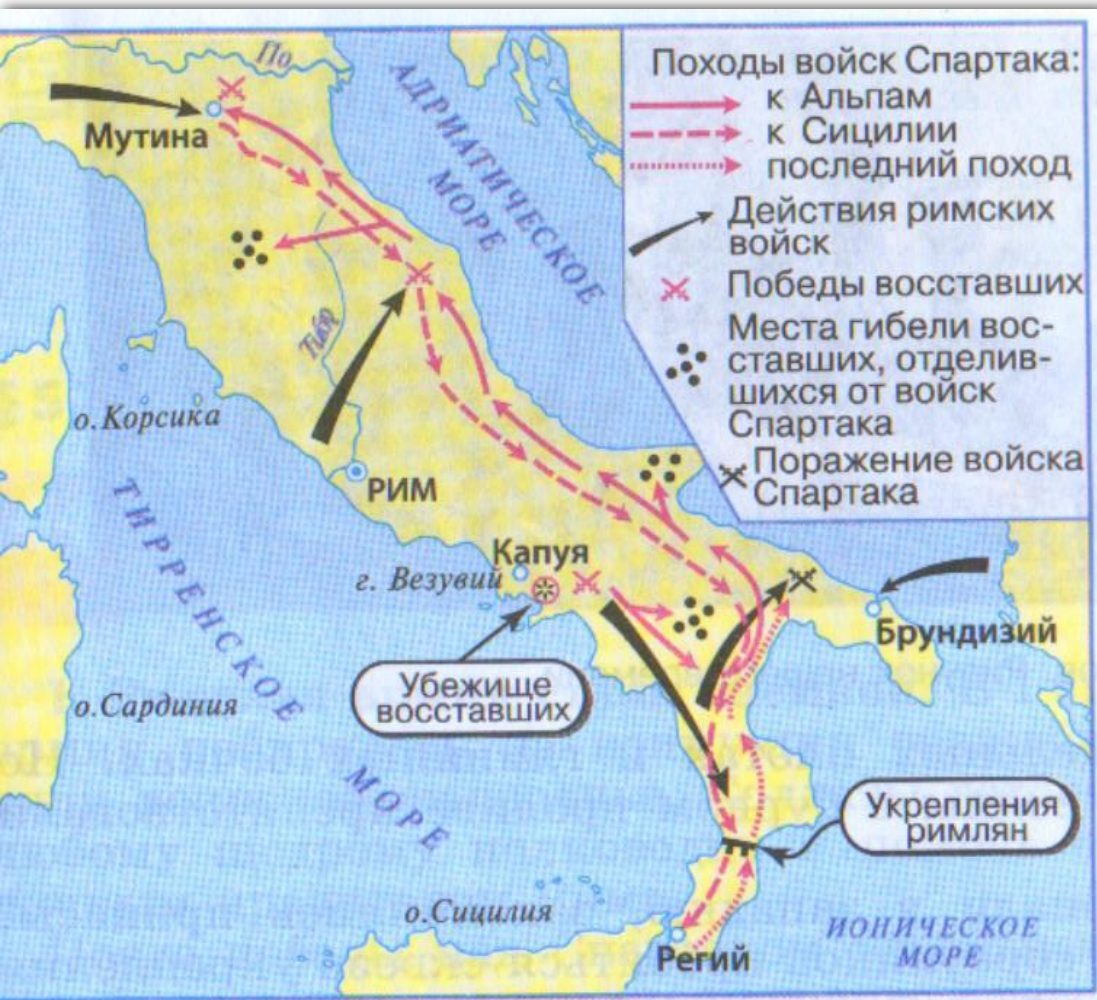 Походы войск Спартака:
к Альпам
к Сицилии
последний поход
Действия римских
войск
Победы восставших
Места гибели вос-
ставших, отделив-
шихся от войск
Спартака
Поражение войска
Спартака
По
Мутина
АДРИАТИЧЕСКОЕ
МОРЕ
Тибр
о.Корсика
РИМ
ТИРРЕНСКОЕ
МОРЕ
Капуя
г. Везувий
Убежище
восставших
Брундизий
о.Сардиния
Укрепления
римлян
о.Сицилия
Регий
ИОНИЧЕСКОЕ
МОРЕ